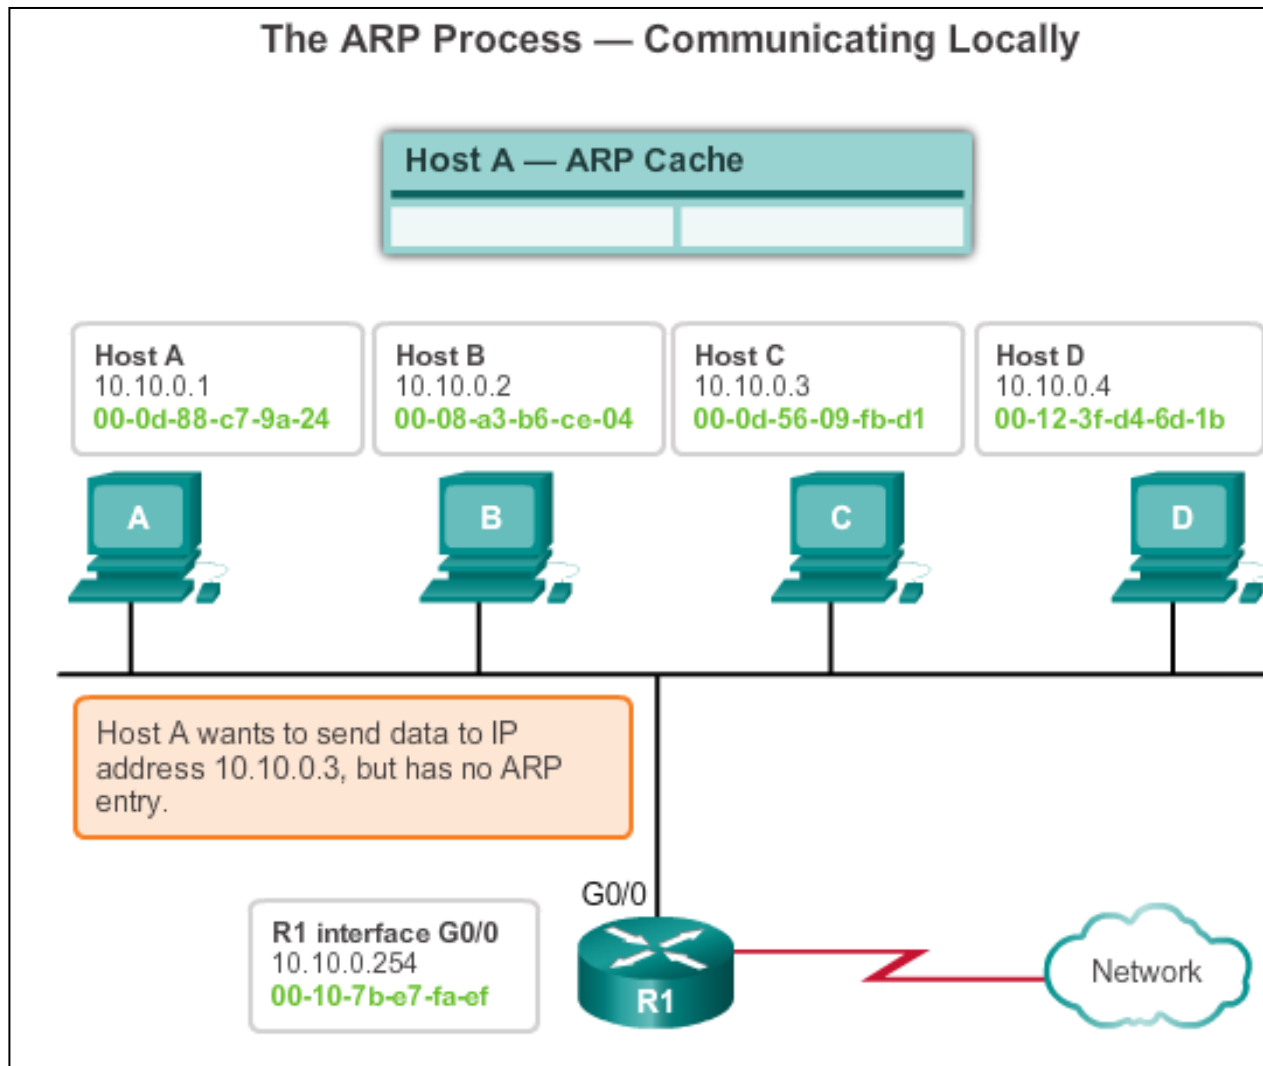 The ARP Process — Communicating Locally
Host A — ARP Cache
Host A
10.10.0.1
00-0d-88-c7-9a-24
Host B
10.10.0.2
00-08-a3-b6-ce-04
Host C
10.10.0.3
00-0d-56-09-fb-d1
Host D
10.10.0.4
00-12-3f-d4-6d-1b
A
B
C
D
Host A wants to send data to IP
address 10.10.0.3, but has no ARP
entry.
G0/0
R1 interface G0/0
10.10.0.254
00-10-7b-e7-fa-ef
R1
Network